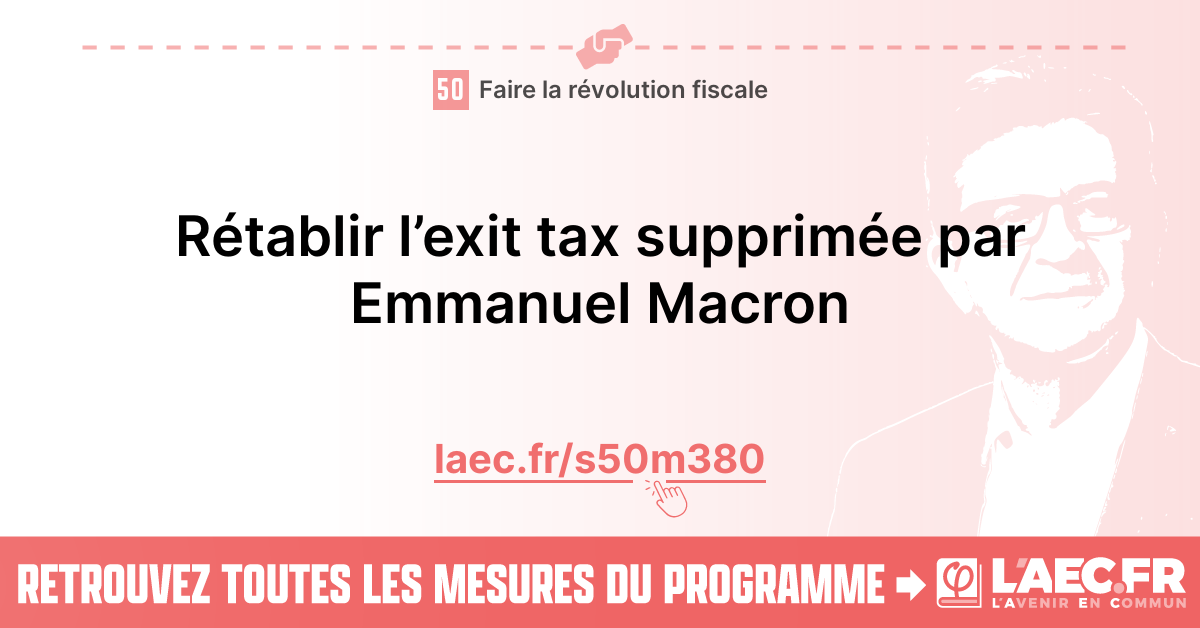 50 Faire la révolution fiscale
Rétablir l’exit tax supprimée par
Emmanuel Macron
laec.fr/s50m380
RETROUVEZ TOUTES LES MESURES DU PROGRAMME
φ L'AEC.FR
L'AVENIR EN COMMUN